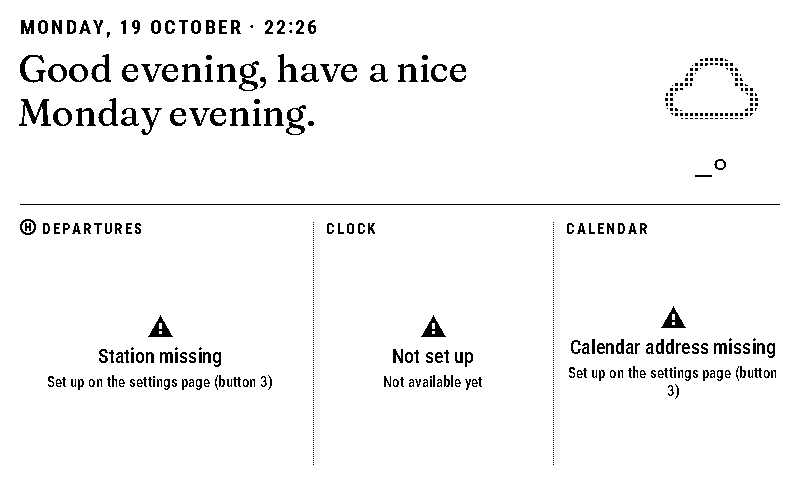 MONDAY, 19 OCTOBER · 22:26
Good evening, have a nice
Monday evening.
_°
H DEPARTURES
CLOCK
CALENDAR
Station missing
Set up on the settings page (button 3)
Not set up
Not available yet
Calendar address missing
Set up on the settings page (button
3)